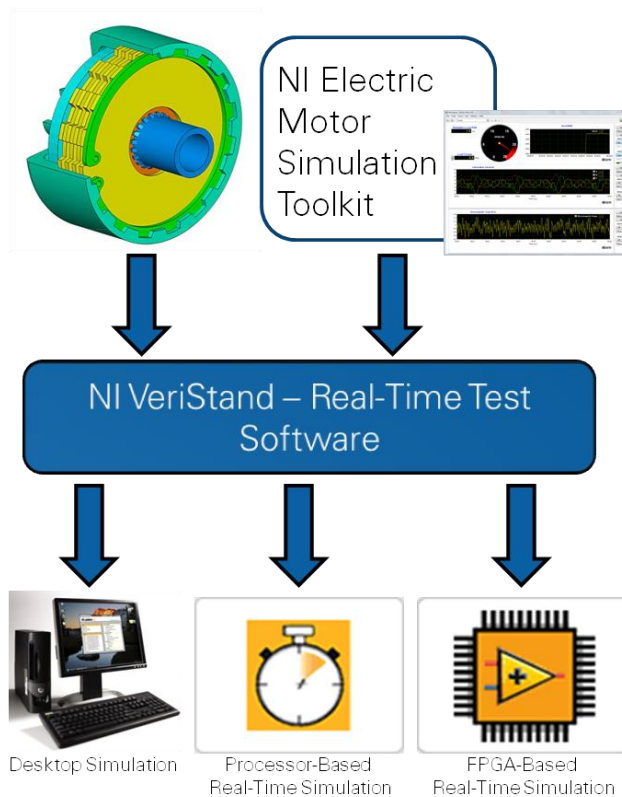 NI Electric
Motor
Simulation
Toolkit
NI VeriStand – Real-Time Test
Software
Desktop Simulation
Processor-Based
Real-Time Simulation
FPGA-Based
Real-Time Simulation